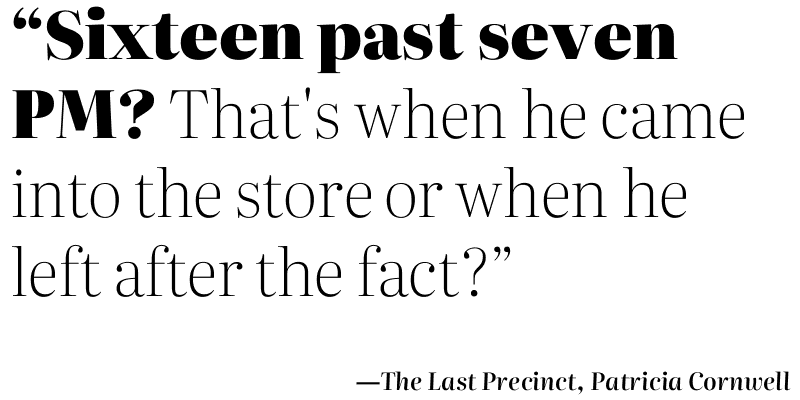 “Sixteen past seven
PM? That's when he came
into the store or when he
left after the fact?”
—The Last Precinct, Patricia Cornwell